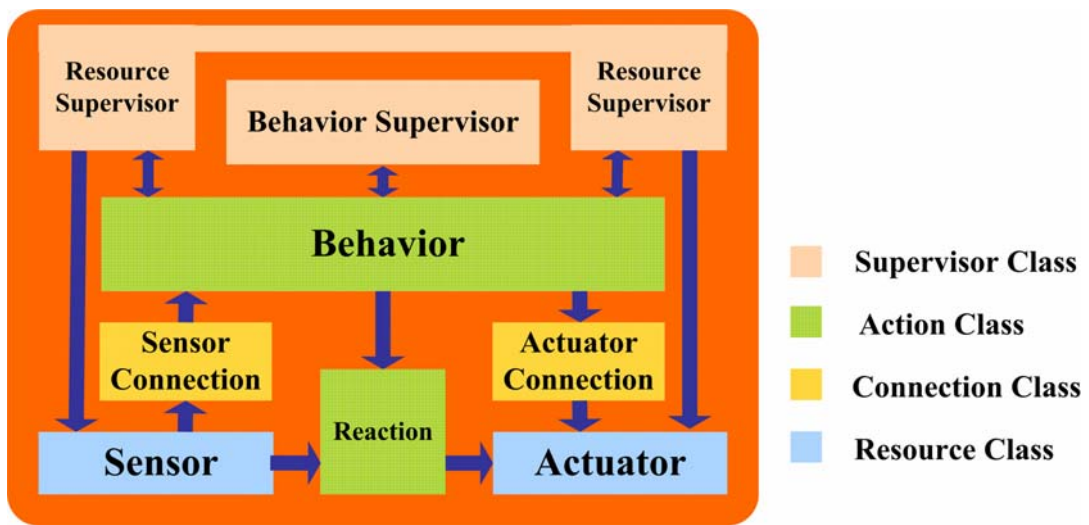 Resource
Supervisor
Behavior Supervisor
Resource
Supervisor
Behavior
Sensor
Connection
Actuator
Connection
Sensor
Reaction
Actuator
Supervisor Class
Action Class
Connection Class
Resource Class